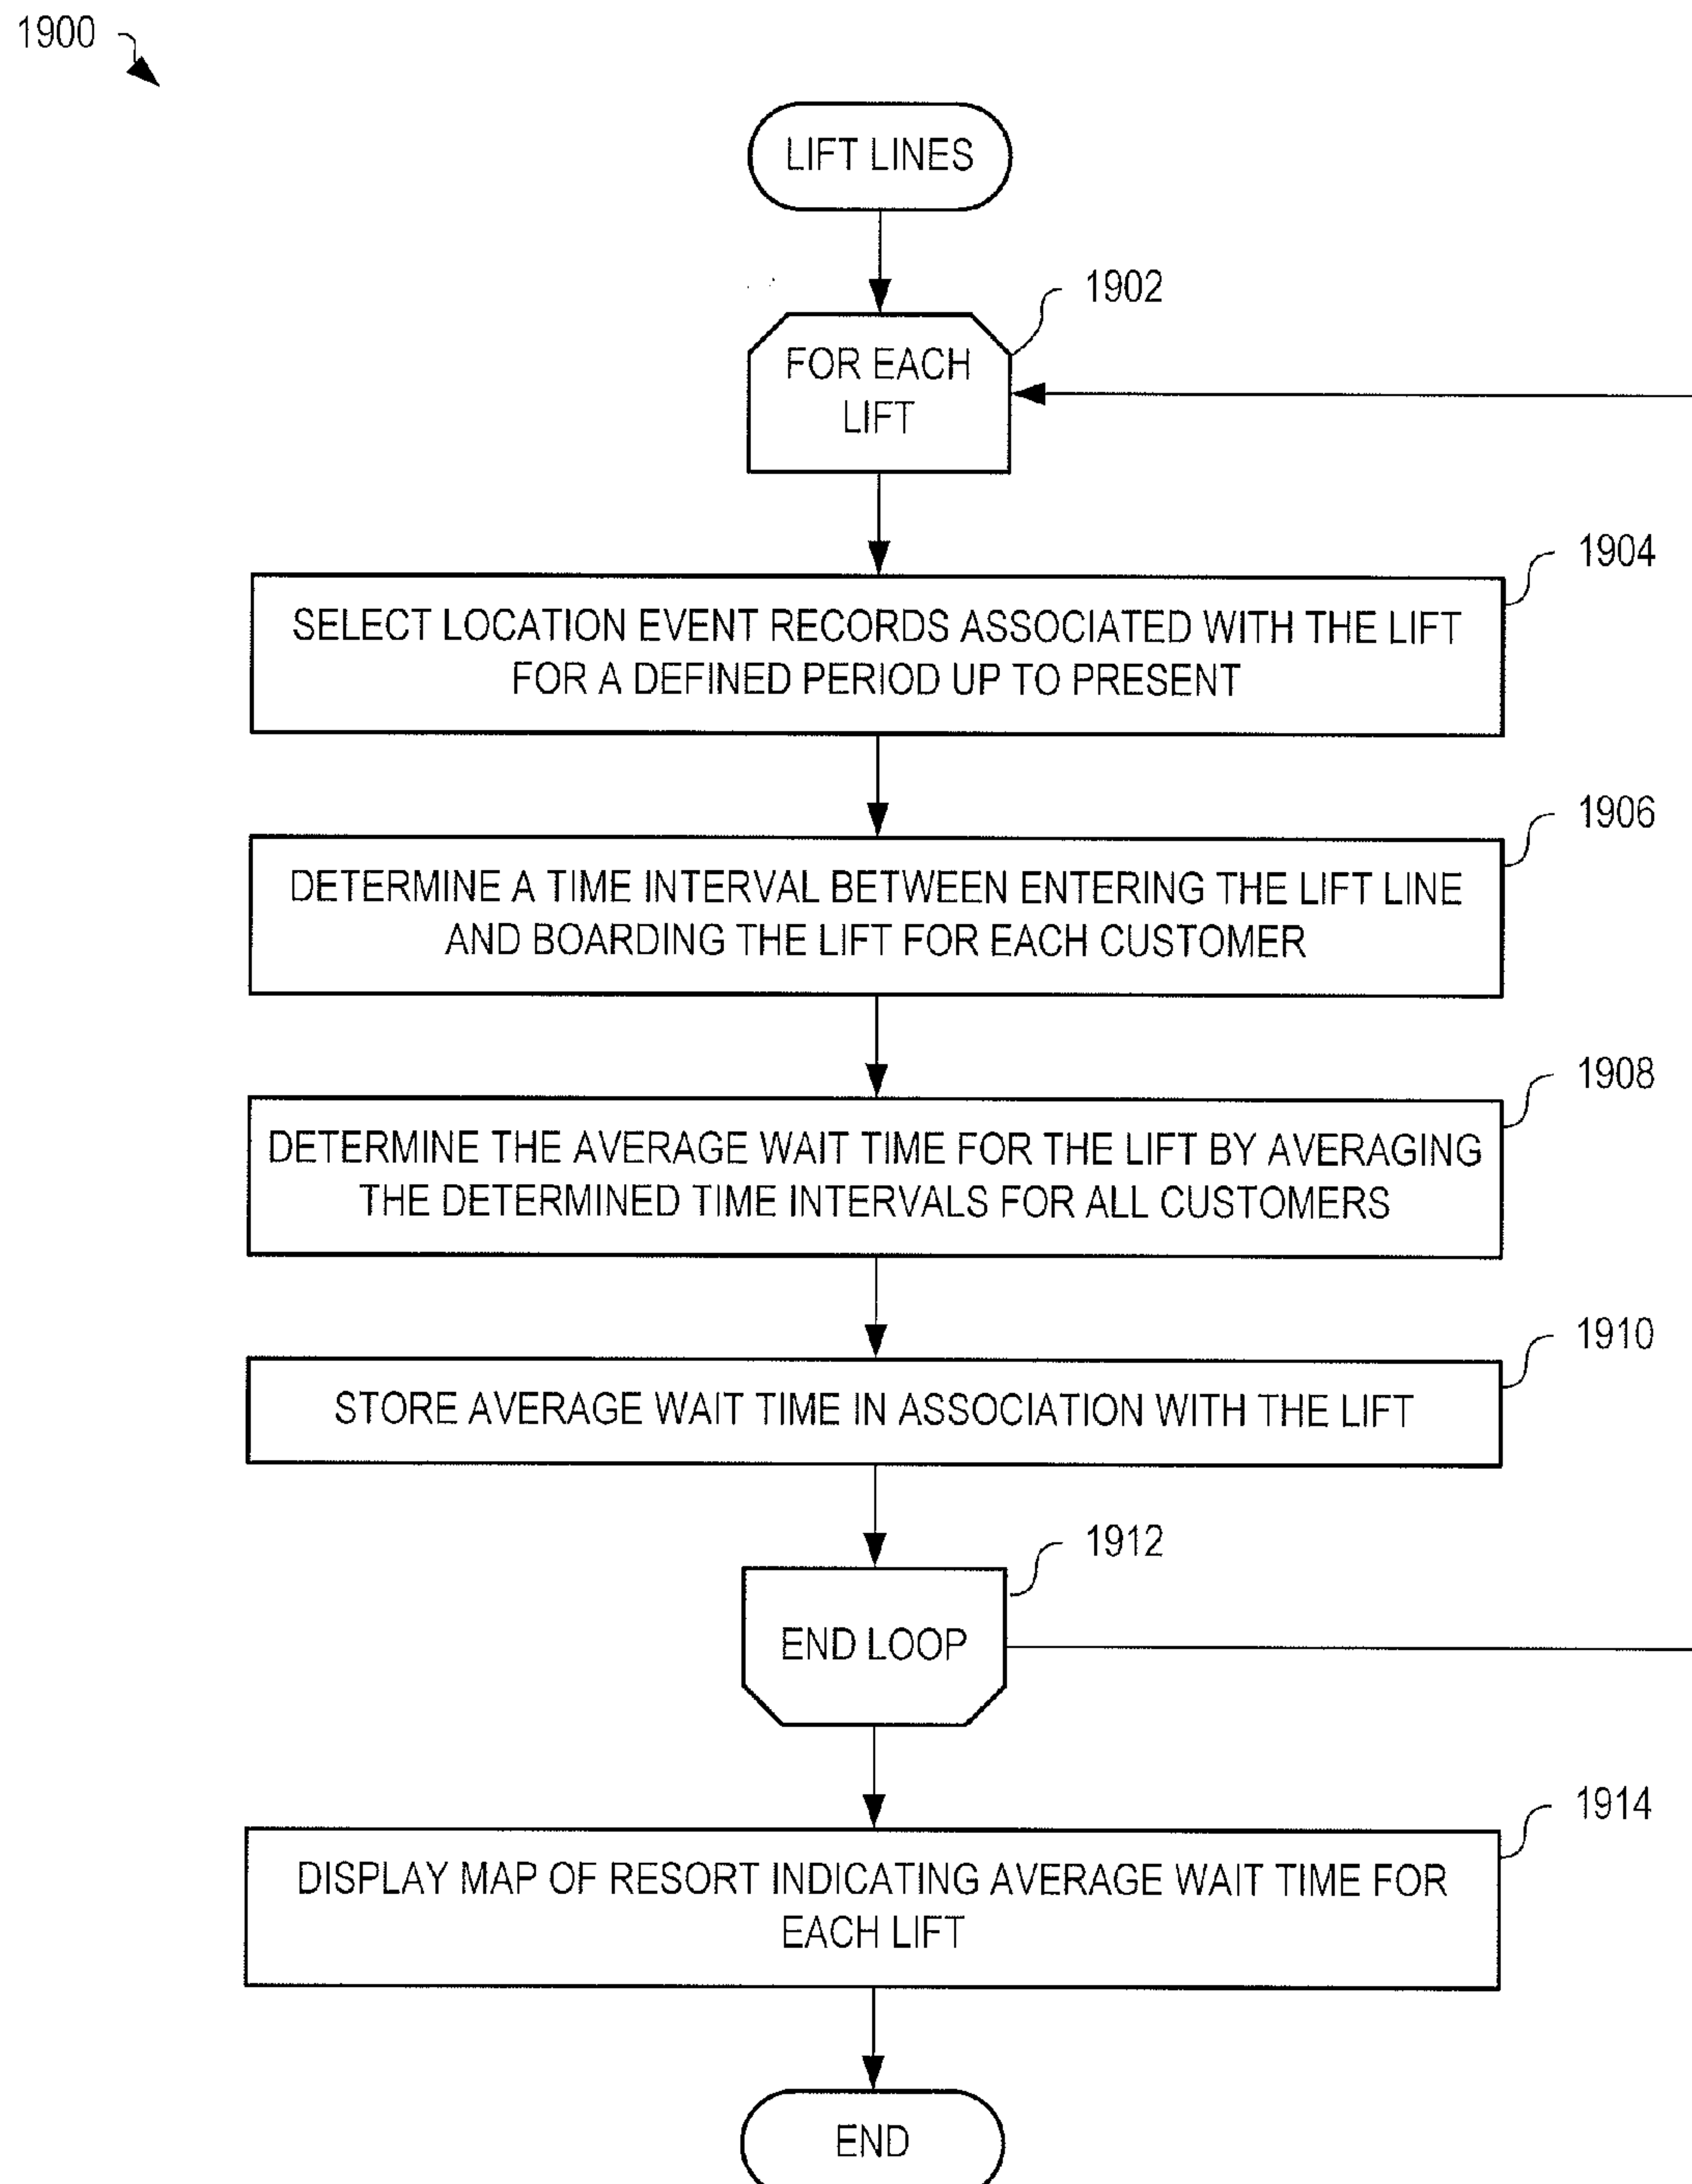 1900
LIFT LINES
1902
FOR EACH
LIFT
1904
SELECT LOCATION EVENT RECORDS ASSOCIATED WITH THE LIFT
FOR A DEFINED PERIOD UP TO PRESENT
1906
DETERMINE A TIME INTERVAL BETWEEN ENTERING THE LIFT LINE
AND BOARDING THE LIFT FOR EACH CUSTOMER
1908
DETERMINE THE AVERAGE WAIT TIME FOR THE LIFT BY AVERAGING
THE DETERMINED TIME INTERVALS FOR ALL CUSTOMERS
1910
STORE AVERAGE WAIT TIME IN ASSOCIATION WITH THE LIFT
1912
END LOOP
1914
DISPLAY MAP OF RESORT INDICATING AVERAGE WAIT TIME FOR
EACH LIFT
END